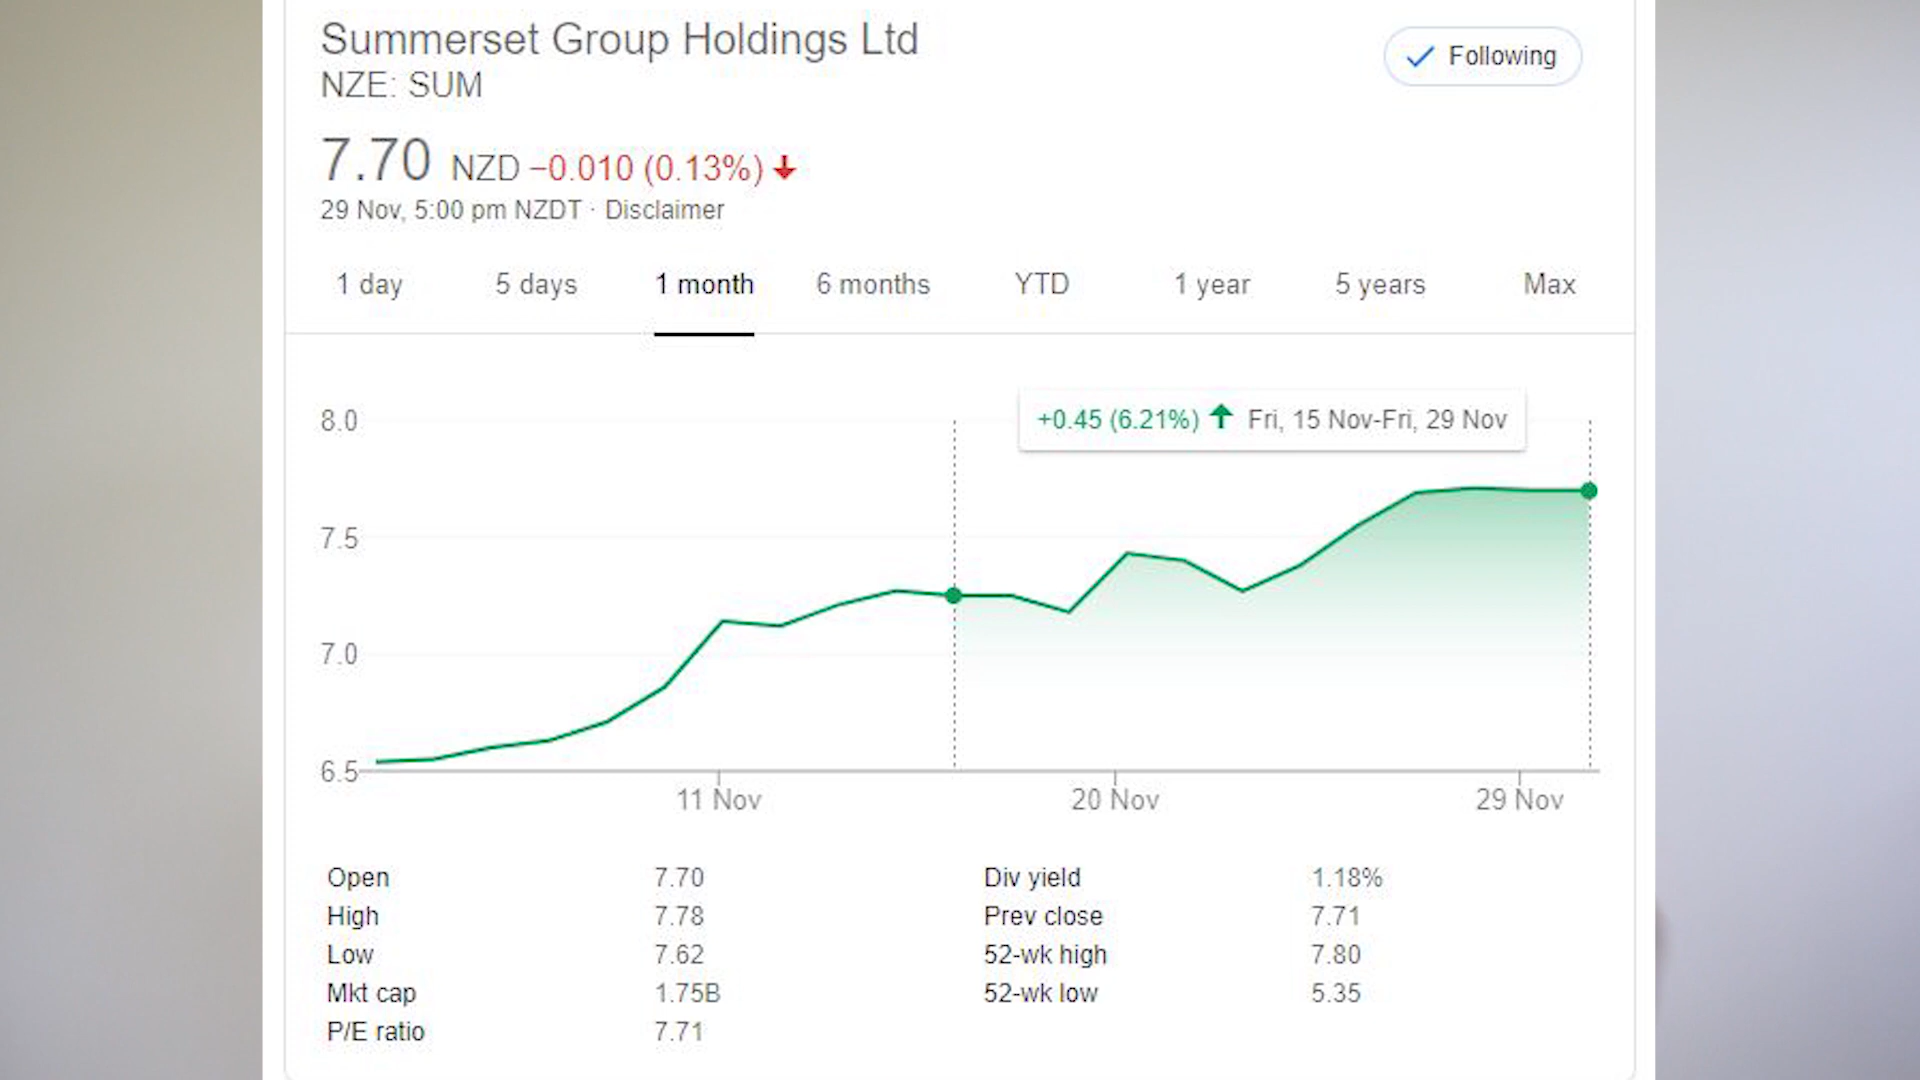 Summerset Group Holdings Ltd
Following
NZE: SUM
7.70 NZD −0.010 (0.13%)
29 Nov, 5:00 pm NZDT · Disclaimer
1 day 5 days 1 month 6 months YTD 1 year 5 years Max
+0.45 (6.21%) Fri, 15 Nov-Fri, 29 Nov
8.0
7.5
7.0
6.5
11 Nov 20 Nov 29 Nov
Open 7.70 Div yield 1.18%
High 7.78 Prev close 7.71
Low 7.62 52-wk high 7.80
Mkt cap 1.75B 52-wk low 5.35
P/E ratio 7.71